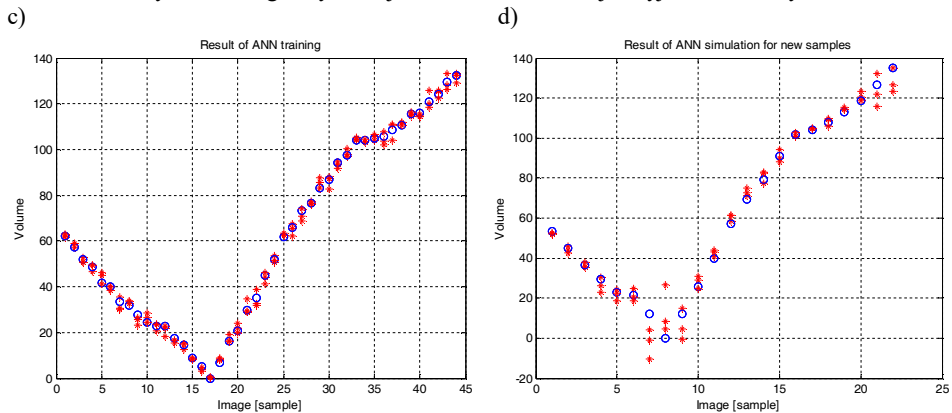 c)
d)
Result of ANN training
140
120
100
80
60
40
20
0
Volume
0 5 10 15 20 25 30 35 40 45
Image [sample]
Result of ANN simulation for new samples
140
120
100
80
60
40
20
0
-20
Volume
0 5 10 15 20 25
Image [sample]